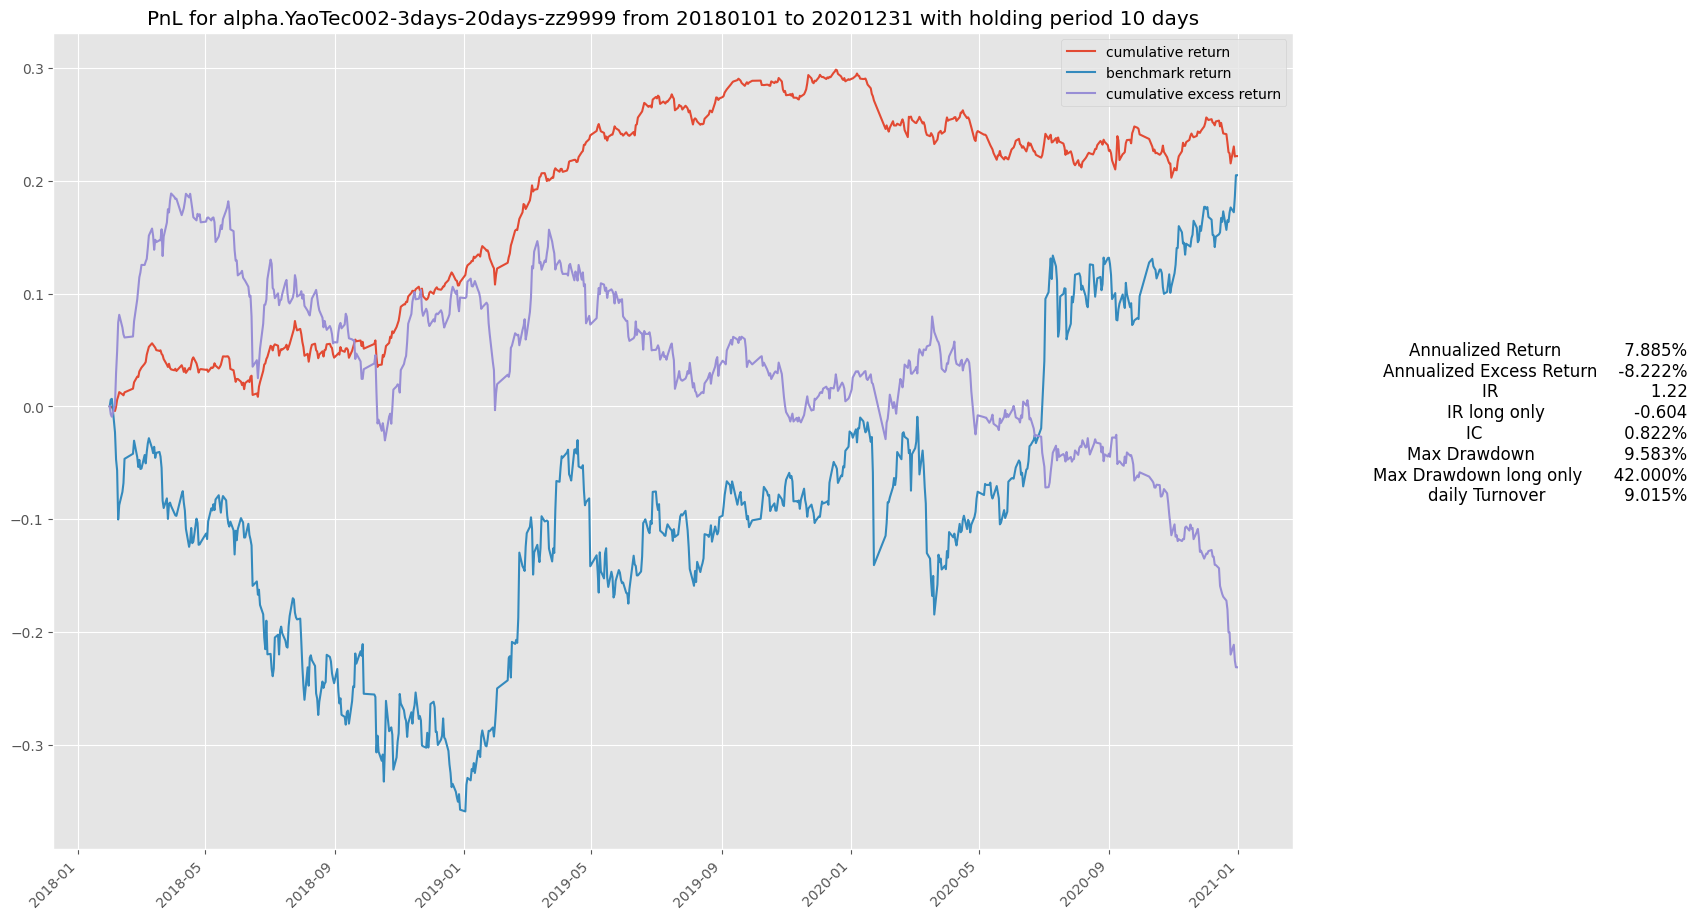 PnL for alpha.YaoTec002-3days-20days-zz9999 from 20180101 to 20201231 with holding period 10 days
cumulative return
benchmark return
cumulative excess return
0.3
0.2
0.1
0.0
−0.1
−0.2
−0.3
2018-01
2018-05
2018-09
2019-01
2019-05
2019-09
2020-01
2020-05
2020-09
2021-01
Annualized Return 7.885%
Annualized Excess Return -8.222%
IR 1.22
IR long only -0.604
IC 0.822%
Max Drawdown 9.583%
Max Drawdown long only 42.000%
daily Turnover 9.015%